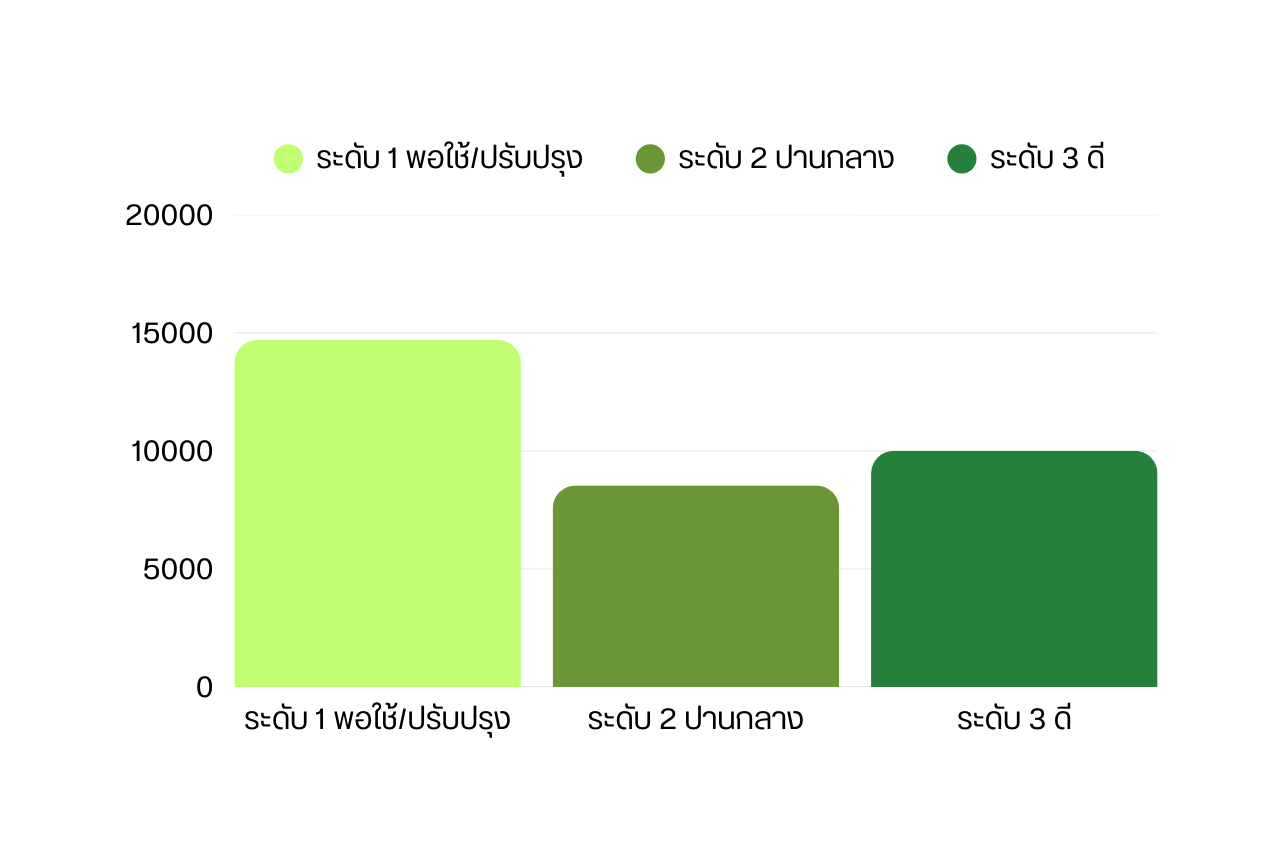 ระดับ 1 พอใช้/ปรับปรุง ระดับ 2 ปานกลาง ระดับ 3 ดี
20000
15000
10000
5000
0
ระดับ 1 พอใช้/ปรับปรุง ระดับ 2 ปานกลาง ระดับ 3 ดี